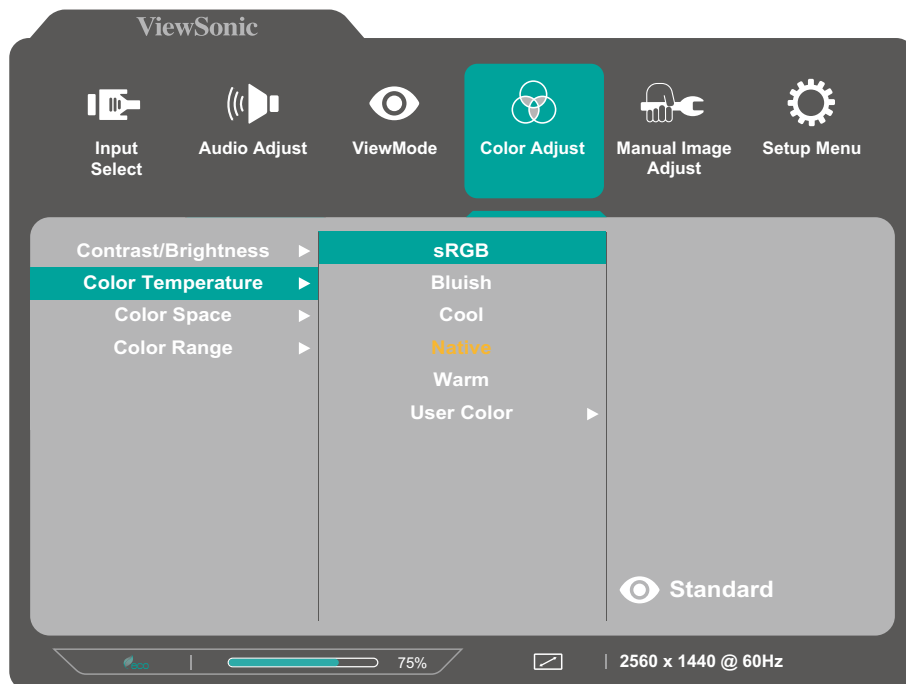 ViewSonic
Input
Select
Audio Adjust
ViewMode
Color Adjust
Manual Image
Adjust
Setup Menu
Contrast/Brightness
Color Temperature
Color Space
Color Range
sRGB
Bluish
Cool
Native
Warm
User Color
Standard
eco
75%
2560 x 1440 @ 60Hz